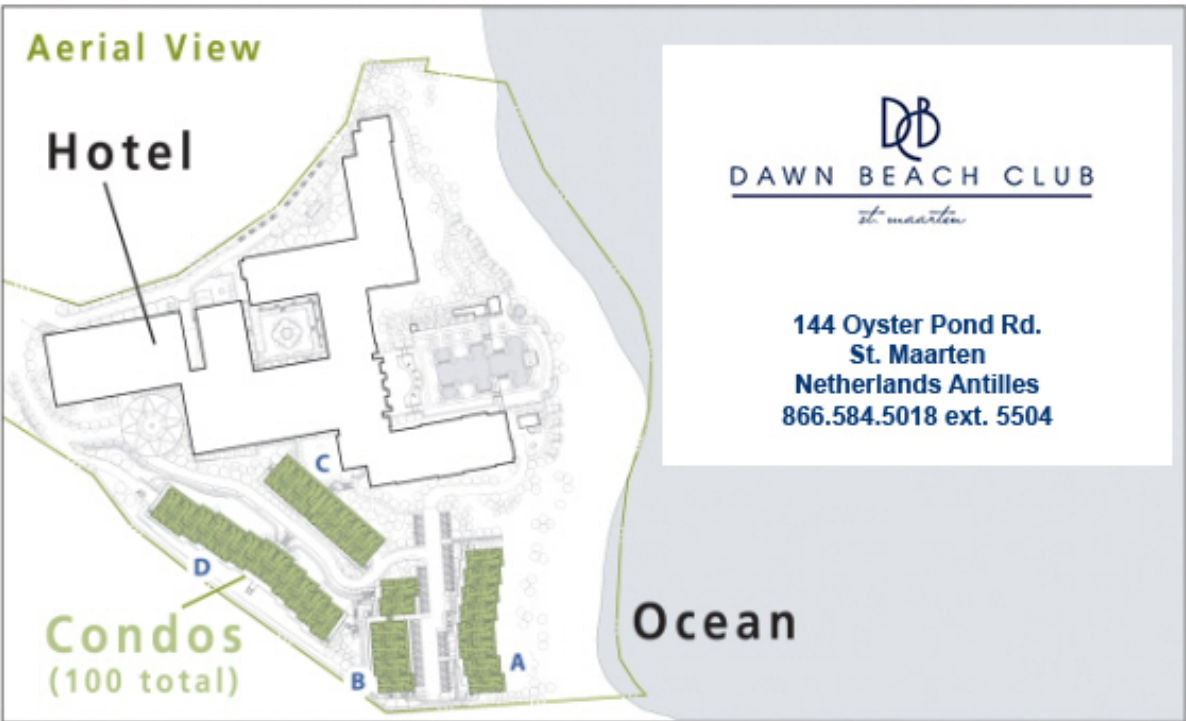 Aerial View
Hotel
DCB
DAWN BEACH CLUB
st. maarten
144 Oyster Pond Rd.
St. Maarten
Netherlands Antilles
866.584.5018 ext. 5504
C
D
Condos
(100 total)
B
A
Ocean